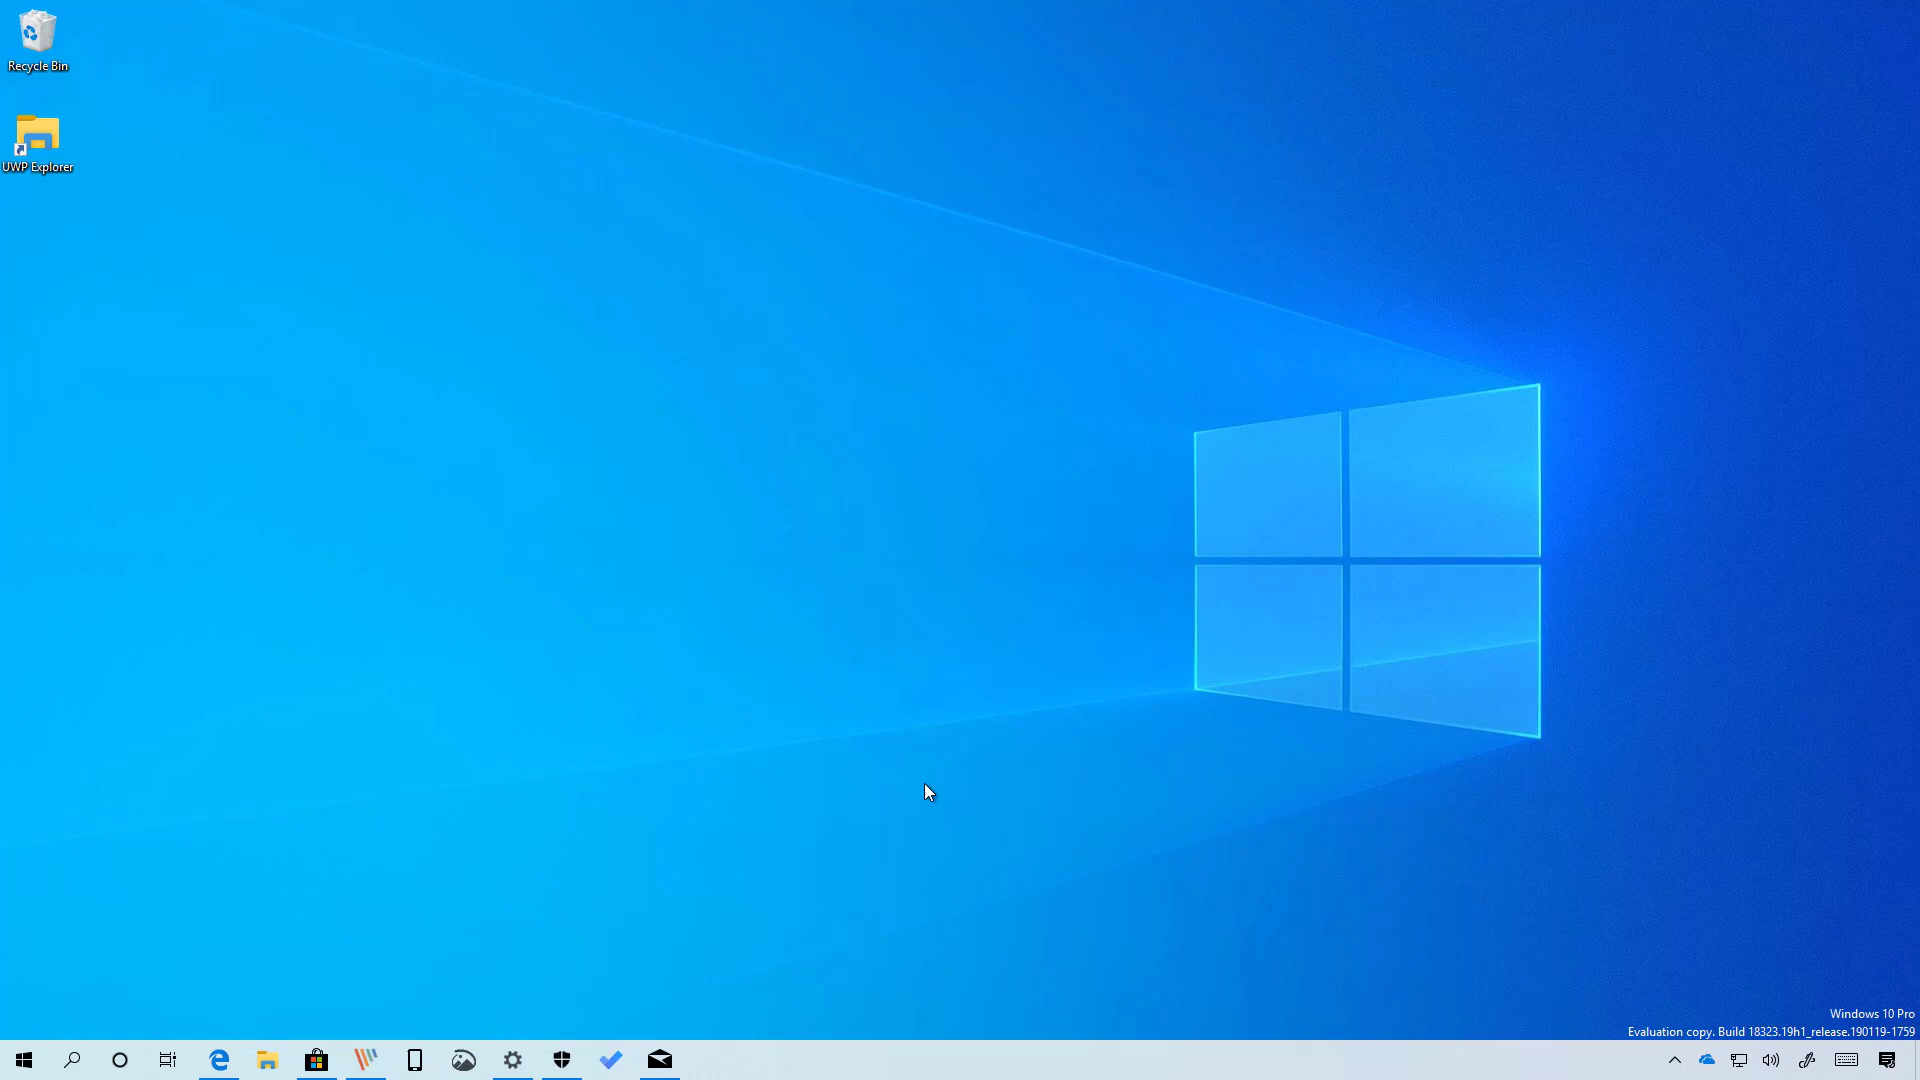 Recycle Bin
UWP Explorer
Windows 10 Pro
Evaluation copy. Build 18323.19h1_release.190119-1759